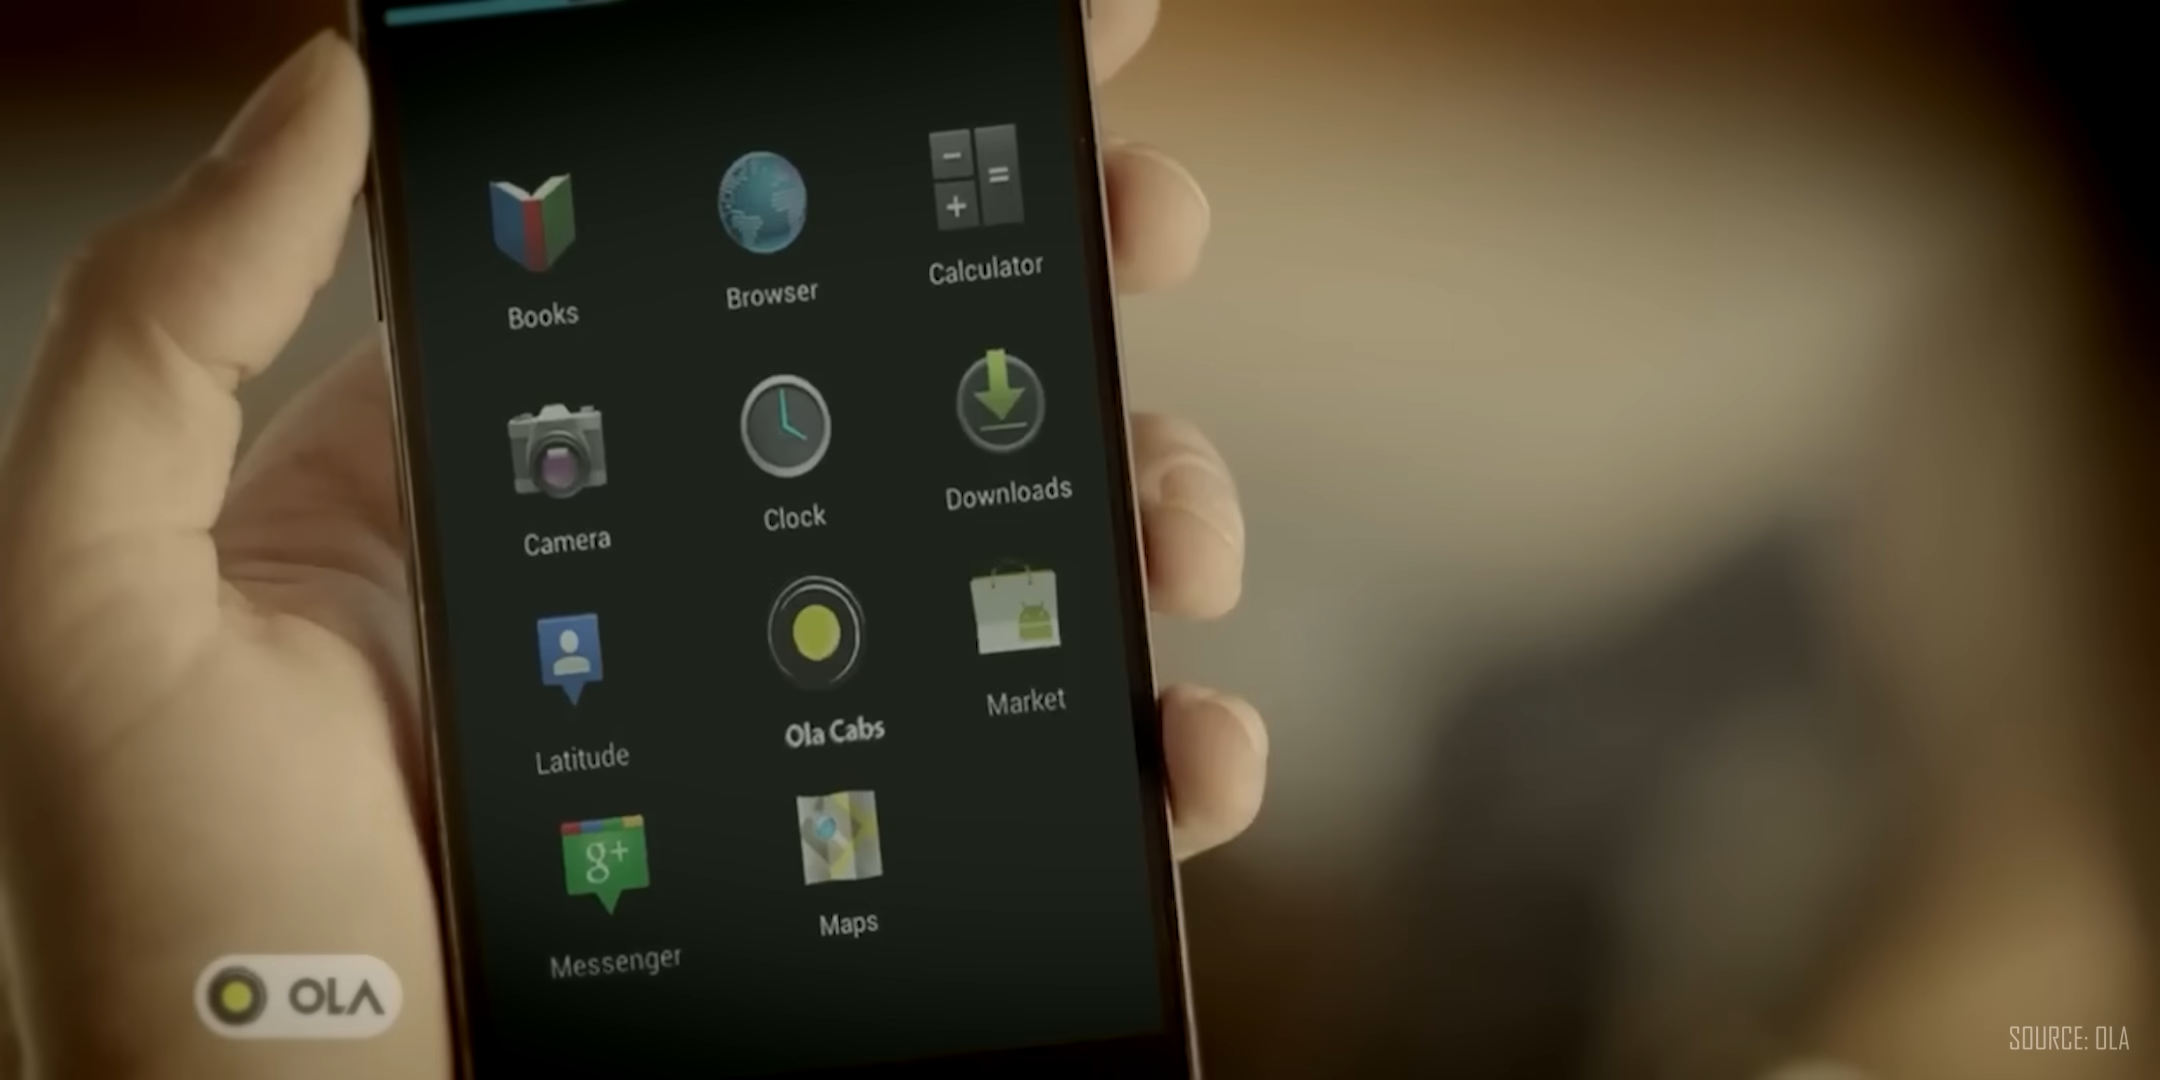 Books
Browser
Calculator
Camera
Clock
Downloads
Latitude
Ola Cabs
Market
g+
Messenger
Maps
OLA
SOURCE: OLA